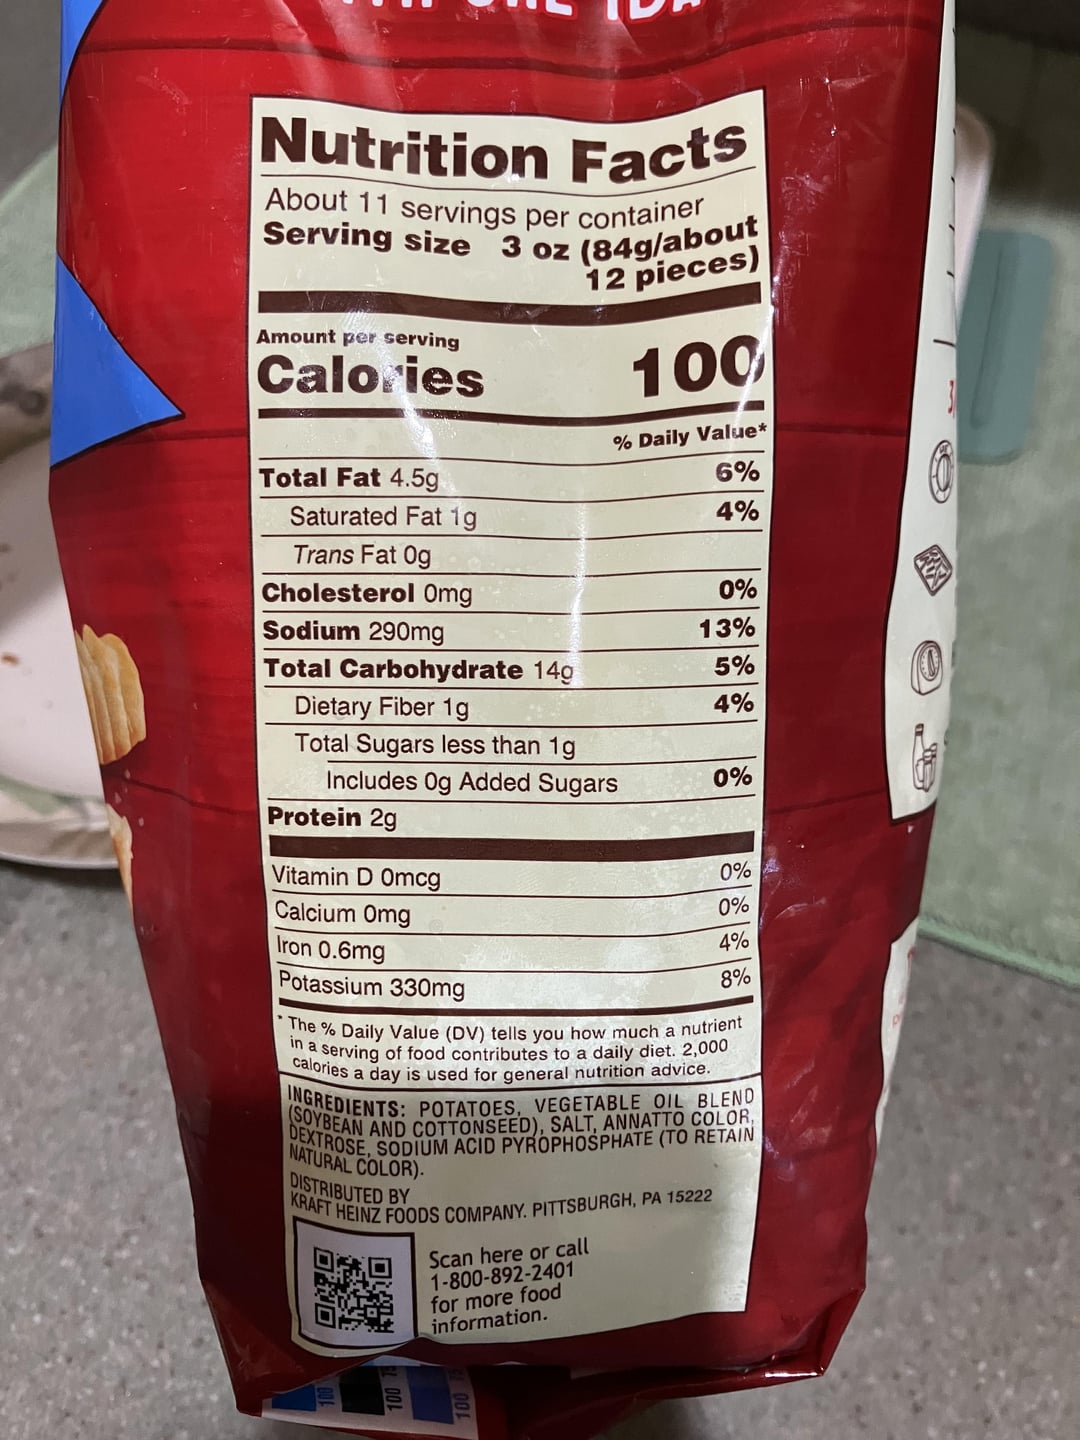 Nutrition Facts
About 11 servings per container
Serving size 3 oz (84g/about
12 pieces)
Amount per serving
Calories 100
% Daily Value*
Total Fat 4.5g 6%
Saturated Fat 1g 4%
Trans Fat 0g
Cholesterol 0mg 0%
Sodium 290mg 13%
Total Carbohydrate 14g 5%
Dietary Fiber 1g 4%
Total Sugars less than 1g
Includes 0g Added Sugars 0%
Protein 2g
Vitamin D 0mcg 0%
Calcium 0mg 0%
Iron 0.6mg 4%
Potassium 330mg 8%
* The % Daily Value (DV) tells you how much a nutrient
in a serving of food contributes to a daily diet. 2,000
calories a day is used for general nutrition advice.
INGREDIENTS: POTATOES, VEGETABLE OIL BLEND
(SOYBEAN AND COTTONSEED), SALT, ANNATTO COLOR,
DEXTROSE, SODIUM ACID PYROPHOSPHATE (TO RETAIN
NATURAL COLOR).
DISTRIBUTED BY
KRAFT HEINZ FOODS COMPANY. PITTSBURGH, PA 15222
Scan here or call
1-800-892-2401
for more food
information.
100
100 75
100 75